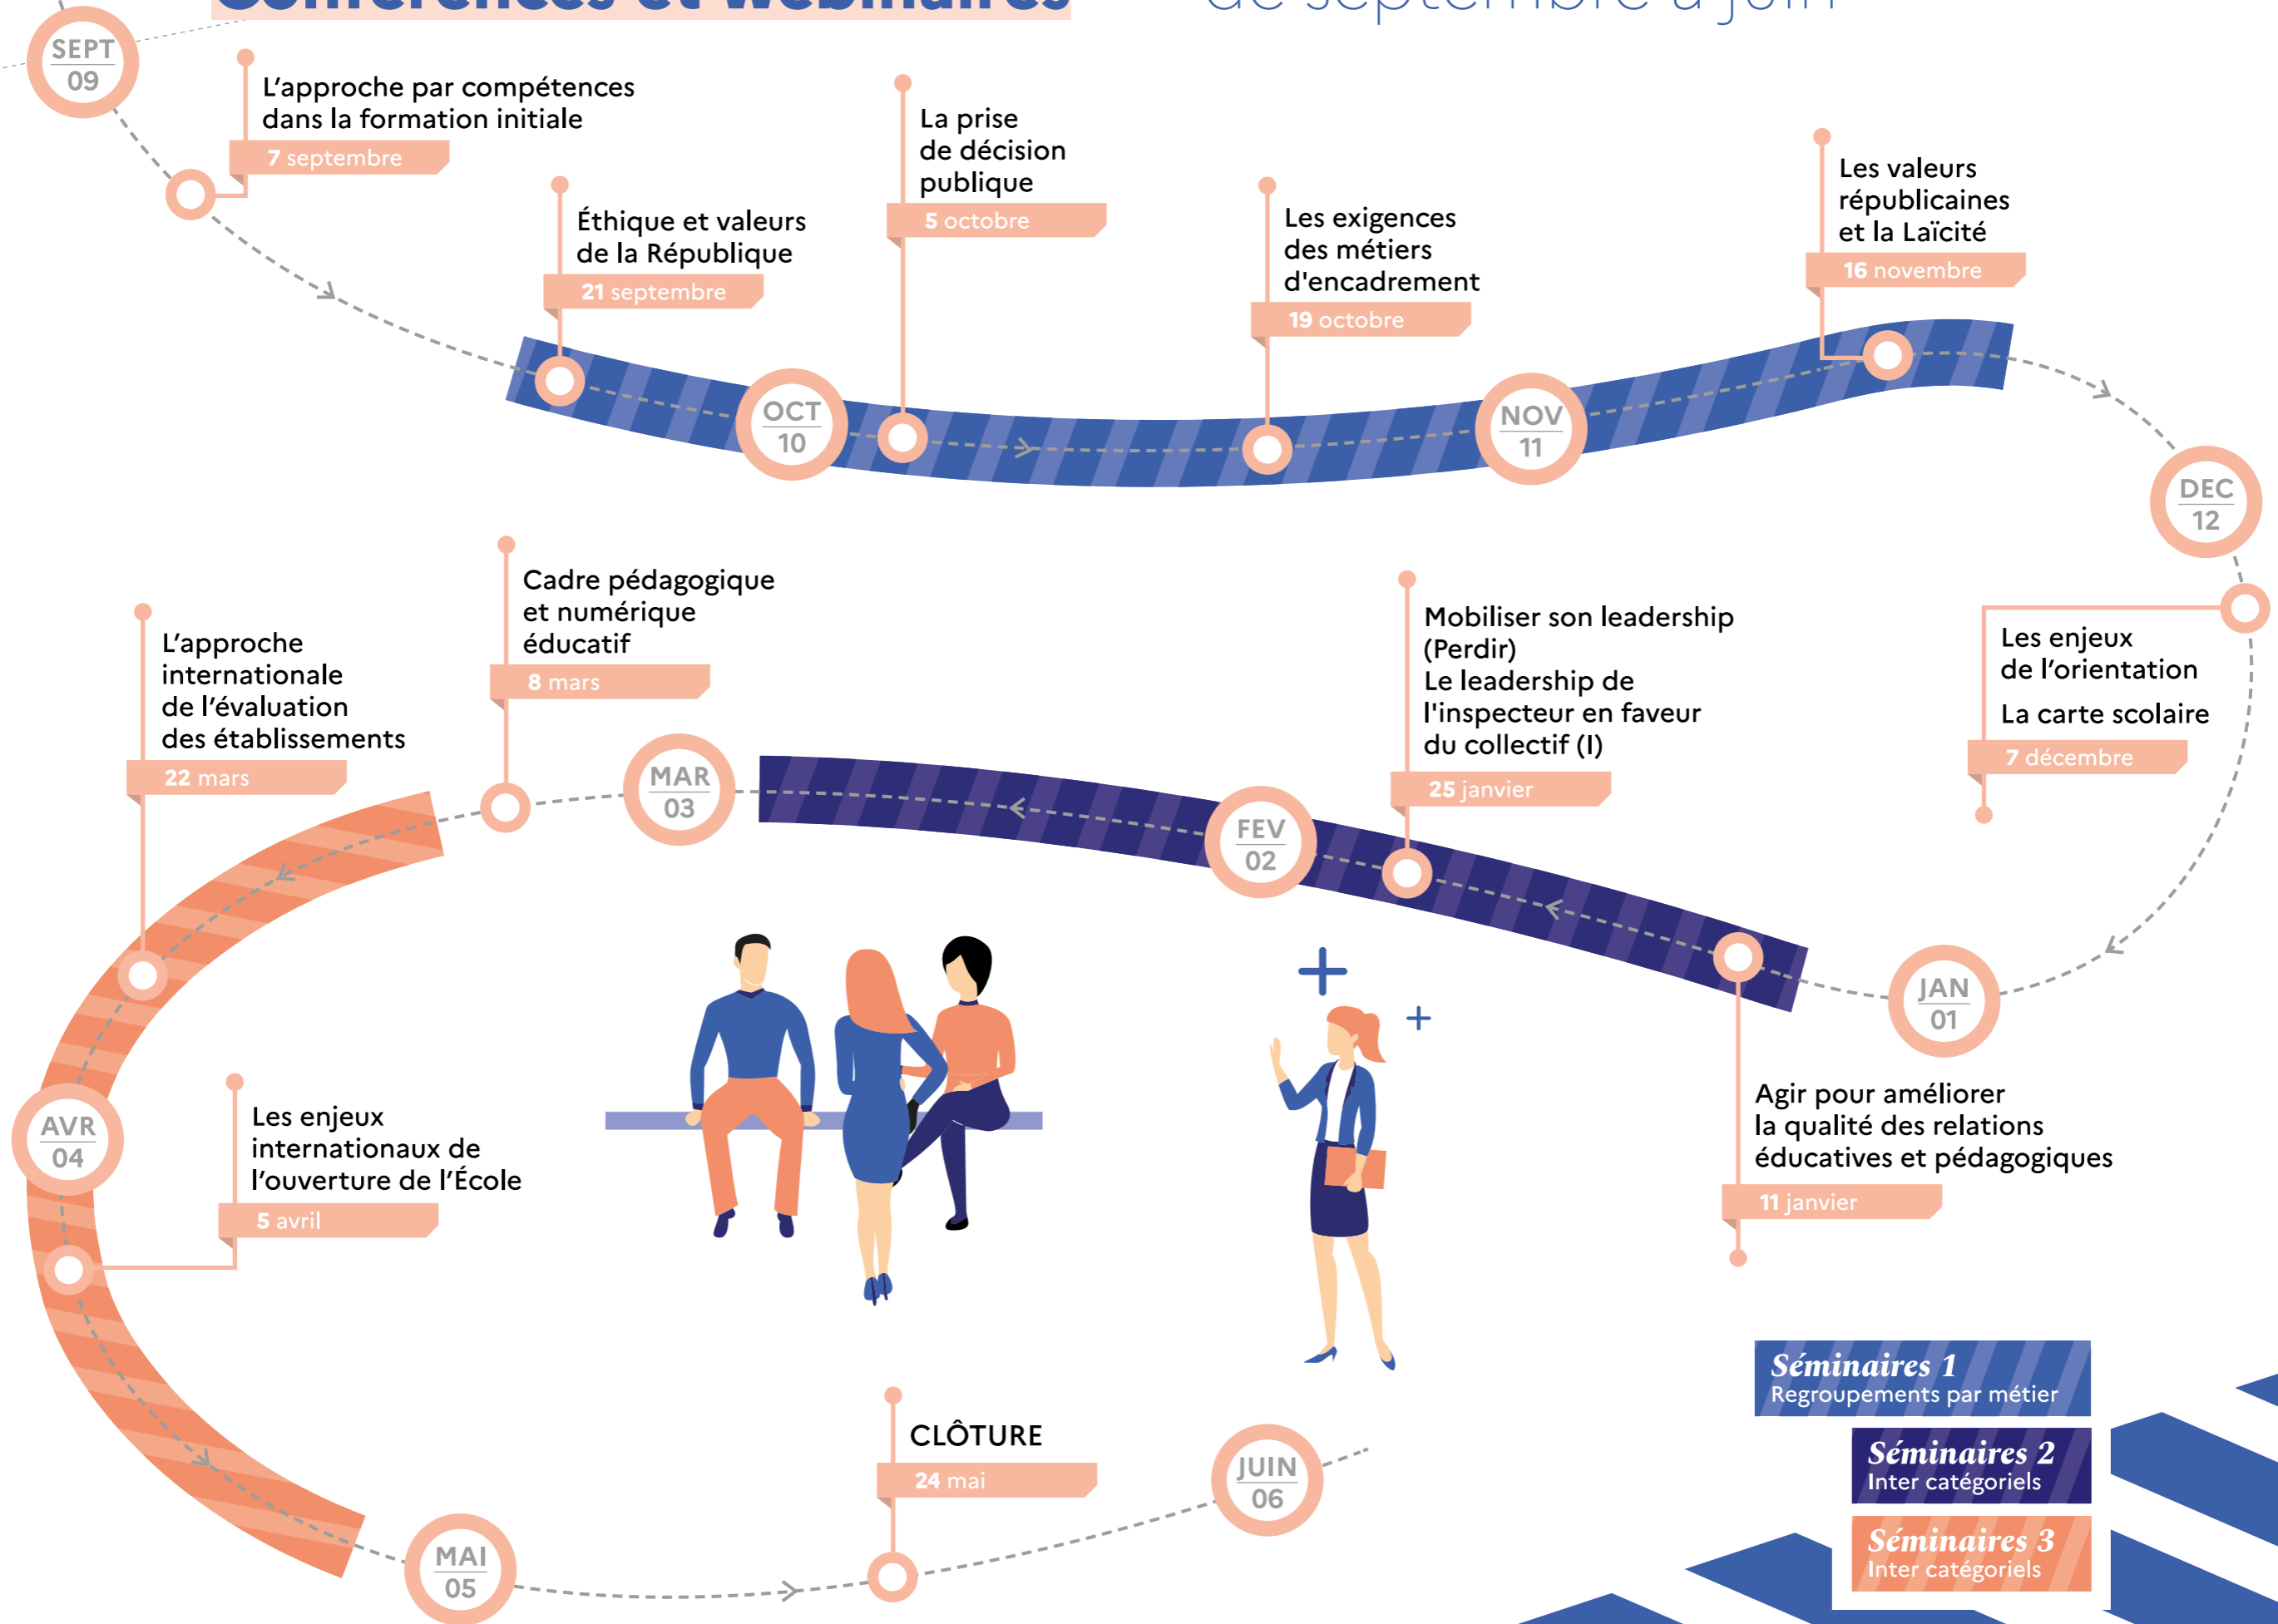 Conférences et webinaires
de septembre à juin
SEPT
09
L'approche par compétences
dans la formation initiale
7 septembre
Éthique et valeurs
de la République
21 septembre
OCT
10
La prise
de décision
publique
5 octobre
Les exigences
des métiers
d'encadrement
19 octobre
NOV
11
Les valeurs
républicaines
et la Laïcité
16 novembre
DEC
12
Les enjeux
de l'orientation
La carte scolaire
7 décembre
JAN
01
Agir pour améliorer
la qualité des relations
éducatives et pédagogiques
11 janvier
Mobiliser son leadership
(Perdir)
Le leadership de
l'inspecteur en faveur
du collectif (I)
25 janvier
FEV
02
MAR
03
Cadre pédagogique
et numérique
éducatif
8 mars
L'approche
internationale
de l'évaluation
des établissements
22 mars
AVR
04
Les enjeux
internationaux de
l'ouverture de l'École
5 avril
MAI
05
CLÔTURE
24 mai
JUIN
06
Séminaires 1
Regroupements par métier
Séminaires 2
Inter catégoriels
Séminaires 3
Inter catégoriels